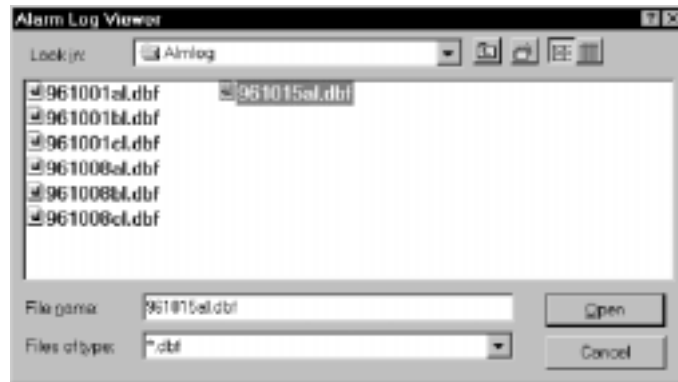 Alarm Log Viewer
Look in: Almlog
961001al.dbf 961015al.dbf
961001bl.dbf
961001cl.dbf
961008al.dbf
961008bl.dbf
961008cl.dbf
File name: 961015al.dbf Open
Files of type: *.dbf Cancel